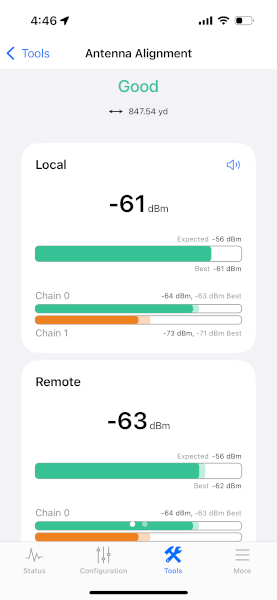 4:46
Tools
Antenna Alignment
Good
847.54 yd
Local
-61 dBm
Expected -56 dBm
Best -61 dBm
Chain 0
-64 dBm, -63 dBm Best
Chain 1
-73 dBm, -71 dBm Best
Remote
-63 dBm
Expected -56 dBm
Best -62 dBm
Chain 0
-64 dBm, -63 dBm Best
Status
Configuration
Tools
More